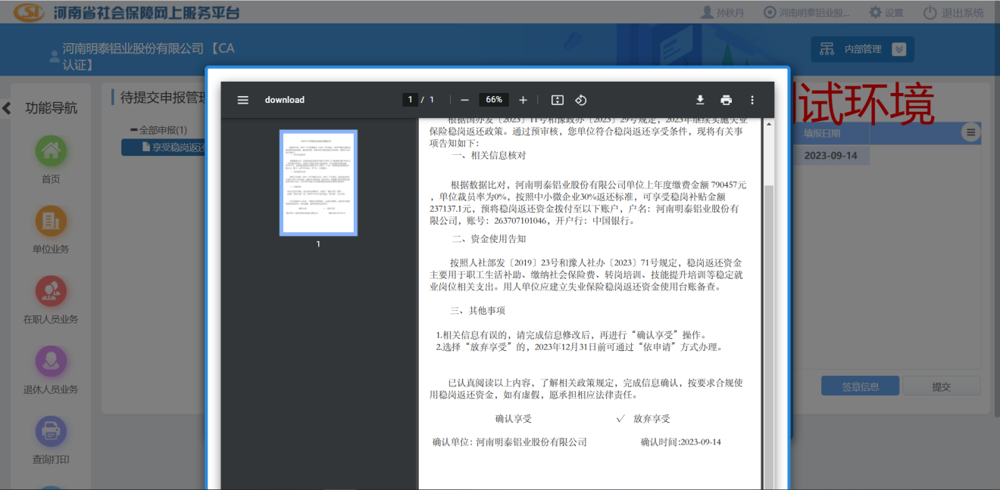 河南省社会保障网上服务平台
孙秋丹
河南明泰铝业股...
设置
退出系统
河南明泰铝业股份有限公司 【CA
认证】
内部管理
试环境
功能导航
首页
单位业务
在职人员业务
退休人员业务
查询打印
待提交申报管理
全部申报(1)
享受稳岗返还
填报日期
2023-09-14
签章信息
提交
download
1 / 1
66%
1
根据国办发〔2023〕11号和豫政办〔2023〕29号规定，2023年继续实施失业
保险稳岗返还政策。通过预审核，您单位符合稳岗返还享受条件，现将有关事
项告知如下：
一、相关信息核对
根据数据比对，河南明泰铝业股份有限公司单位上年度缴费金额 790457元
，单位裁员率为0%，按照中小微企业30%返还标准，可享受稳岗补贴金额
237137.1元，预将稳岗返还资金拨付至以下账户，户名：河南明泰铝业股份有
限公司，账号：263707101046，开户行：中国银行。
二、资金使用告知
按照人社部发〔2019〕23号和豫人社办〔2023〕71号规定，稳岗返还资金
主要用于职工生活补助、缴纳社会保险费、转岗培训、技能提升培训等稳定就
业岗位相关支出。用人单位应建立失业保险稳岗返还资金使用台账备查。
三、其他事项
1.相关信息有误的，请完成信息修改后，再进行“确认享受”操作。
2.选择“放弃享受”的，2023年12月31日前可通过“依申请”方式办理。
已认真阅读以上内容，了解相关政策规定，完成信息确认，按要求合规使
用稳岗返还资金，如有虚假，愿承担相应法律责任。
确认享受 √ 放弃享受
确认单位：河南明泰铝业股份有限公司 确认时间:2023-09-14